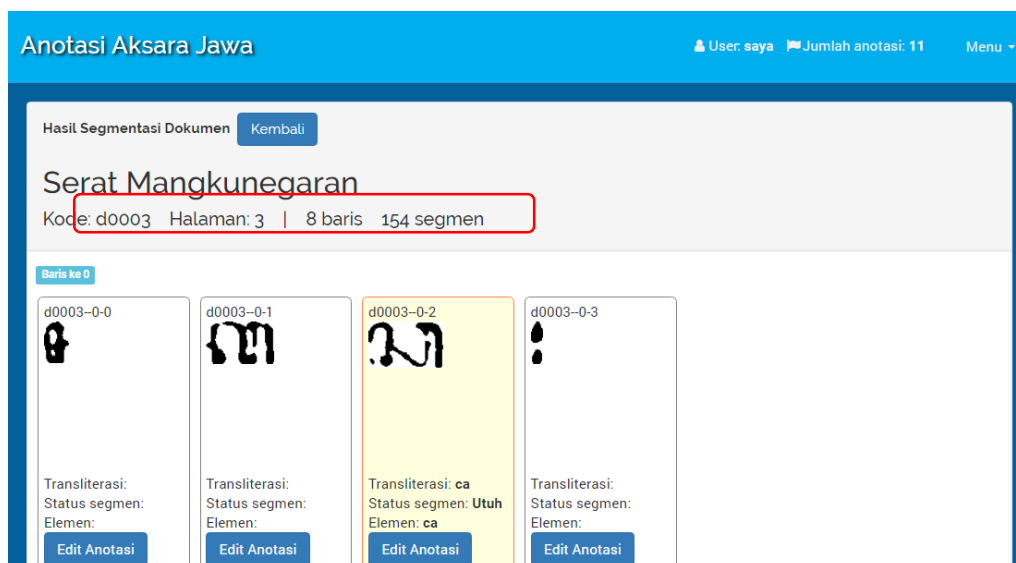 Anotasi Aksara Jawa
User: saya Jumlah anotasi: 11 Menu
Hasil Segmentasi Dokumen Kembali
Serat Mangkunegaran
Kode: d0003 Halaman: 3 | 8 baris 154 segmen
Baris ke 0
d0003--0-0 d0003--0-1 d0003--0-2 d0003--0-3
Transliterasi: Transliterasi: Transliterasi: ca Transliterasi:
Status segmen: Status segmen: Status segmen: Utuh Status segmen:
Elemen: Elemen: Elemen: ca Elemen:
Edit Anotasi Edit Anotasi Edit Anotasi Edit Anotasi